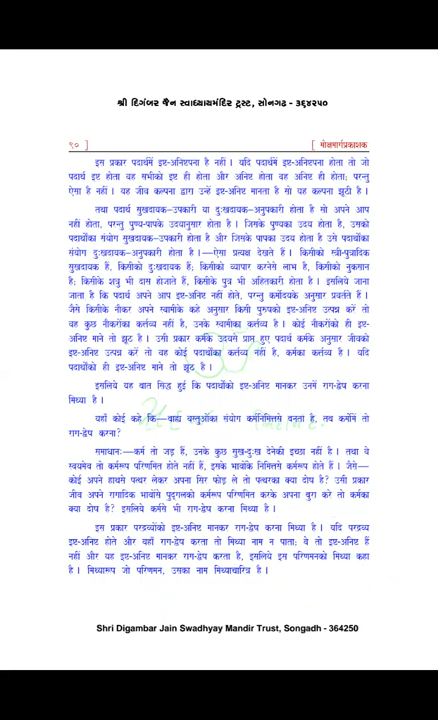 શ્રી દિગંબર જૈન સ્વાધ્યાયમંદિર ટ્રસ્ટ, સોનગઢ - ૩૬૪૨૫૦
९० ] [ मोक्षमार्गप्रकाशक
इस प्रकार पदार्थमें इष्ट-अनिष्टपना है नहीं। यदि पदार्थमें इष्ट-अनिष्टपना होता तो जो
पदार्थ इष्ट होता वह सभीको इष्ट ही होता और अनिष्ट होता वह अनिष्ट ही होता; परन्तु
ऐसा है नहीं। यह जीव कल्पना द्वारा उन्हें इष्ट-अनिष्ट मानता है सो यह कल्पना झूठी है।
तथा पदार्थ सुखदायक-उपकारी या दुःखदायक-अनुपकारी होता है सो अपने आप
नहीं होता, परन्तु पुण्य-पापके उदयानुसार होता है। जिसके पुण्यका उदय होता है, उसको
पदार्थोंका संयोग सुखदायक-उपकारी होता है और जिसके पापका उदय होता है उसे पदार्थोंका
संयोग दुःखदायक-अनुपकारी होता है।—ऐसा प्रत्यक्ष देखते हैं। किसीको स्त्री-पुत्रादिक
सुखदायक हैं, किसीको दुःखदायक हैं; किसीको व्यापार करनेसे लाभ है, किसीको नुकसान
है; किसीके शत्रु भी दास होजाते हैं, किसीके पुत्र भी अहितकारी होता है। इसलिये जाना
जाता है कि पदार्थ अपने आप इष्ट-अनिष्ट नहीं होते, परन्तु कर्मोदयके अनुसार प्रवर्तते हैं।
जैसे किसीके नौकर अपने स्वामीके कहे अनुसार किसी पुरुषको इष्ट-अनिष्ट उत्पन्न करें तो
वह कुछ नौकरोंका कर्त्तव्य नहीं है, उनके स्वामीका कर्त्तव्य है। कोई नौकरोंको ही इष्ट-
अनिष्ट माने तो झूठ है। उसी प्रकार कर्मके उदयसे प्राप्त हुए पदार्थ कर्मके अनुसार जीवको
इष्ट-अनिष्ट उत्पन्न करें तो वह कोई पदार्थोंका कर्त्तव्य नहीं है, कर्मका कर्त्तव्य है। यदि
पदार्थोंको ही इष्ट-अनिष्ट माने तो झूठ है।
इसलिये यह बात सिद्ध हुई कि पदार्थोंको इष्ट-अनिष्ट मानकर उनमें राग-द्वेष करना
मिथ्या है।
यहाँ कोई कहे कि—बाह्य वस्तुओंका संयोग कर्मनिमित्तसे बनता है, तब कर्मोंमें तो
राग-द्वेष करना?
समाधानः—कर्म तो जड़ हैं, उनके कुछ सुख-दुःख देनेकी इच्छा नहीं है। तथा वे
स्वयमेव तो कर्मरूप परिणमित होते नहीं हैं, इसके भावोंके निमित्तसे कर्मरूप होते हैं। जैसे—
कोई अपने हाथसे पत्थर लेकर अपना सिर फोड़ ले तो पत्थरका क्या दोष है? उसी प्रकार
जीव अपने रागादिक भावोंसे पुद्गलको कर्मरूप परिणमित करके अपना बुरा करे तो कर्मका
क्या दोष है? इसलिये कर्मसे भी राग-द्वेष करना मिथ्या है।
इस प्रकार परद्रव्योंको इष्ट-अनिष्ट मानकर राग-द्वेष करना मिथ्या है। यदि परद्रव्य
इष्ट-अनिष्ट होते और वहाँ राग-द्वेष करता तो मिथ्या नाम न पाता; वे तो इष्ट-अनिष्ट हैं
नहीं और यह इष्ट-अनिष्ट मानकर राग-द्वेष करता है, इसलिये इस परिणमनको मिथ्या कहा
है। मिथ्यारूप जो परिणमन, उसका नाम मिथ्याचारित्र है।
Shri Digambar Jain Swadhyay Mandir Trust, Songadh - 364250